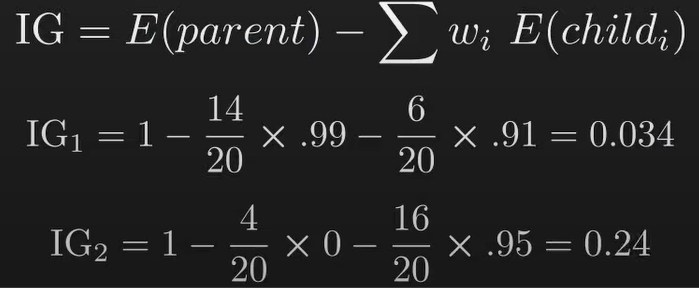 IG = E(parent) − ∑ wᵢ E(childᵢ)
IG₁ = 1 − 14/20 × .99 − 6/20 × .91 = 0.034
IG₂ = 1 − 4/20 × 0 − 16/20 × .95 = 0.24